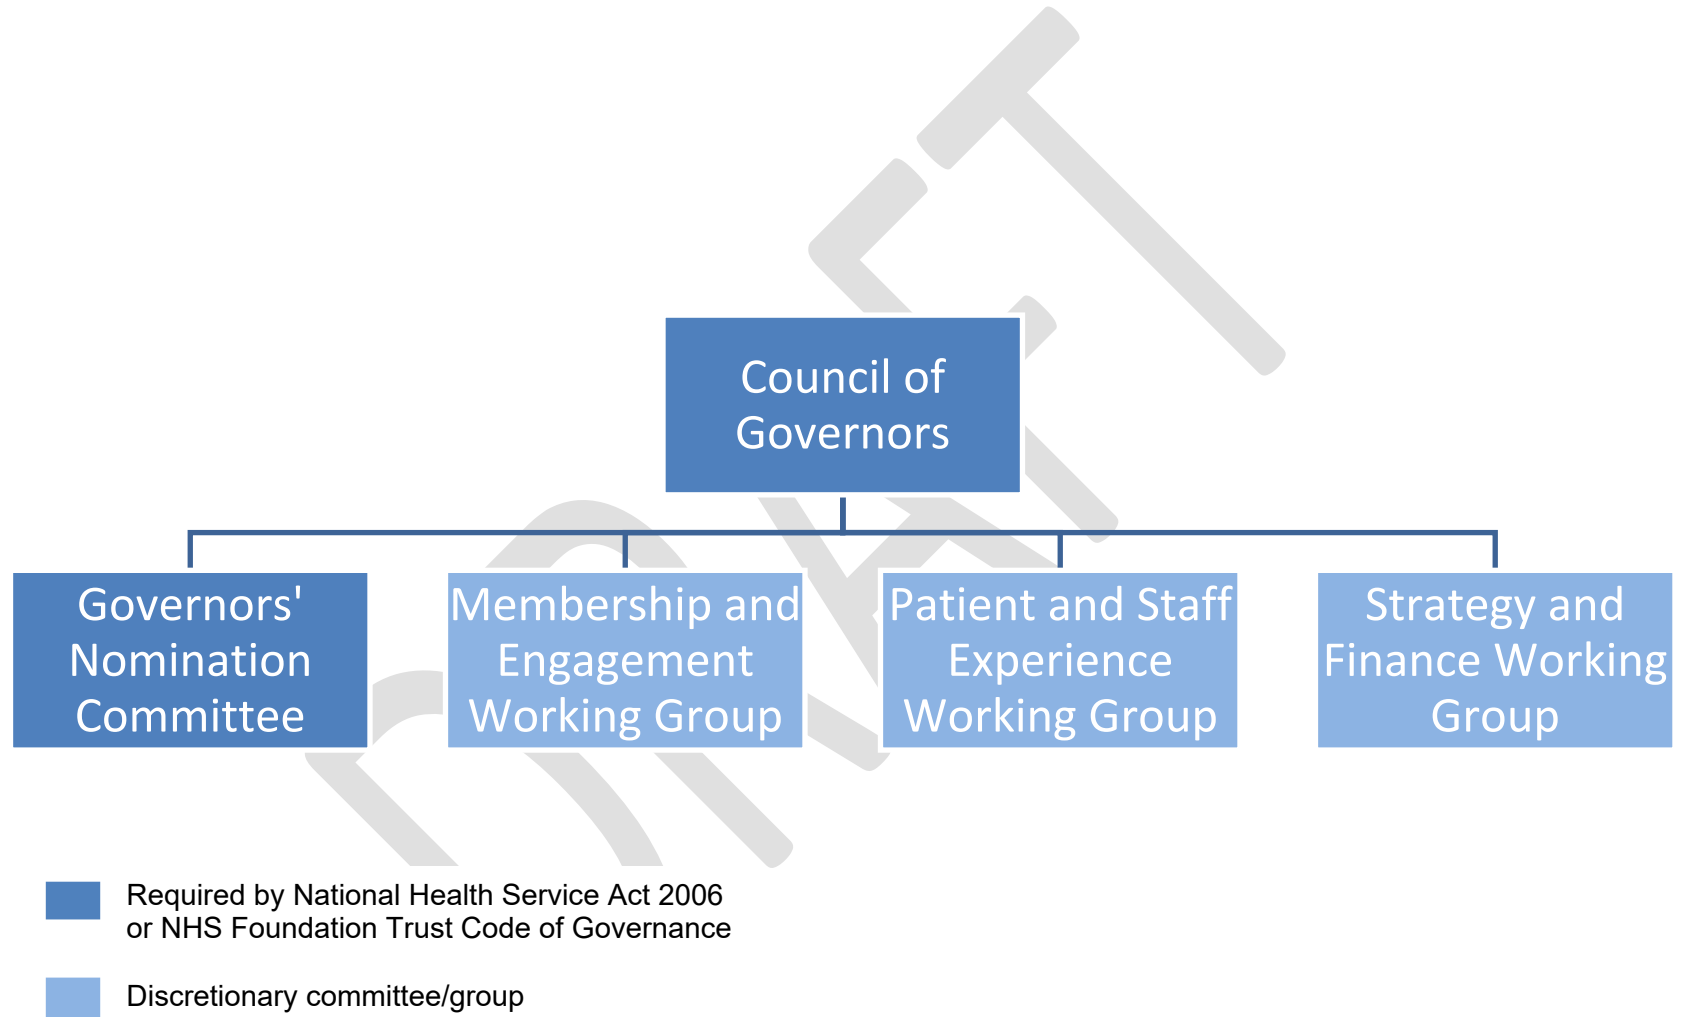 DRAFT
Council of
Governors
Governors'
Nomination
Committee
Membership and
Engagement
Working Group
Patient and Staff
Experience
Working Group
Strategy and
Finance Working
Group
Required by National Health Service Act 2006
or NHS Foundation Trust Code of Governance
Discretionary committee/group